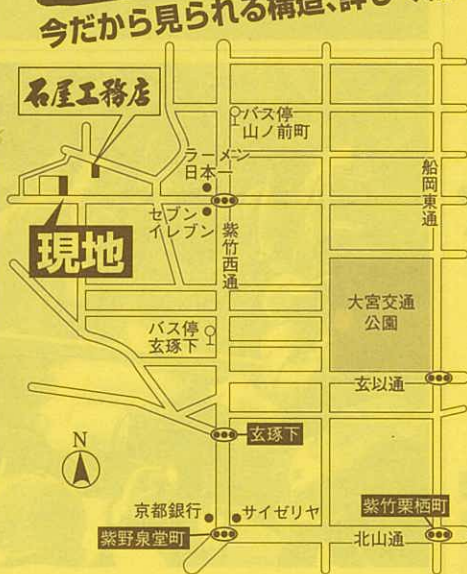 今だから見られる構造、詳しく
石屋工務店
バス停
山ノ前町
ラーメン
日本一
船岡東通
セブン
イレブン
紫竹西通
現地
大宮交通
公園
バス停
玄琢下
玄以通
玄琢下
N
京都銀行
サイゼリヤ
紫竹栗栖町
紫野泉堂町
北山通